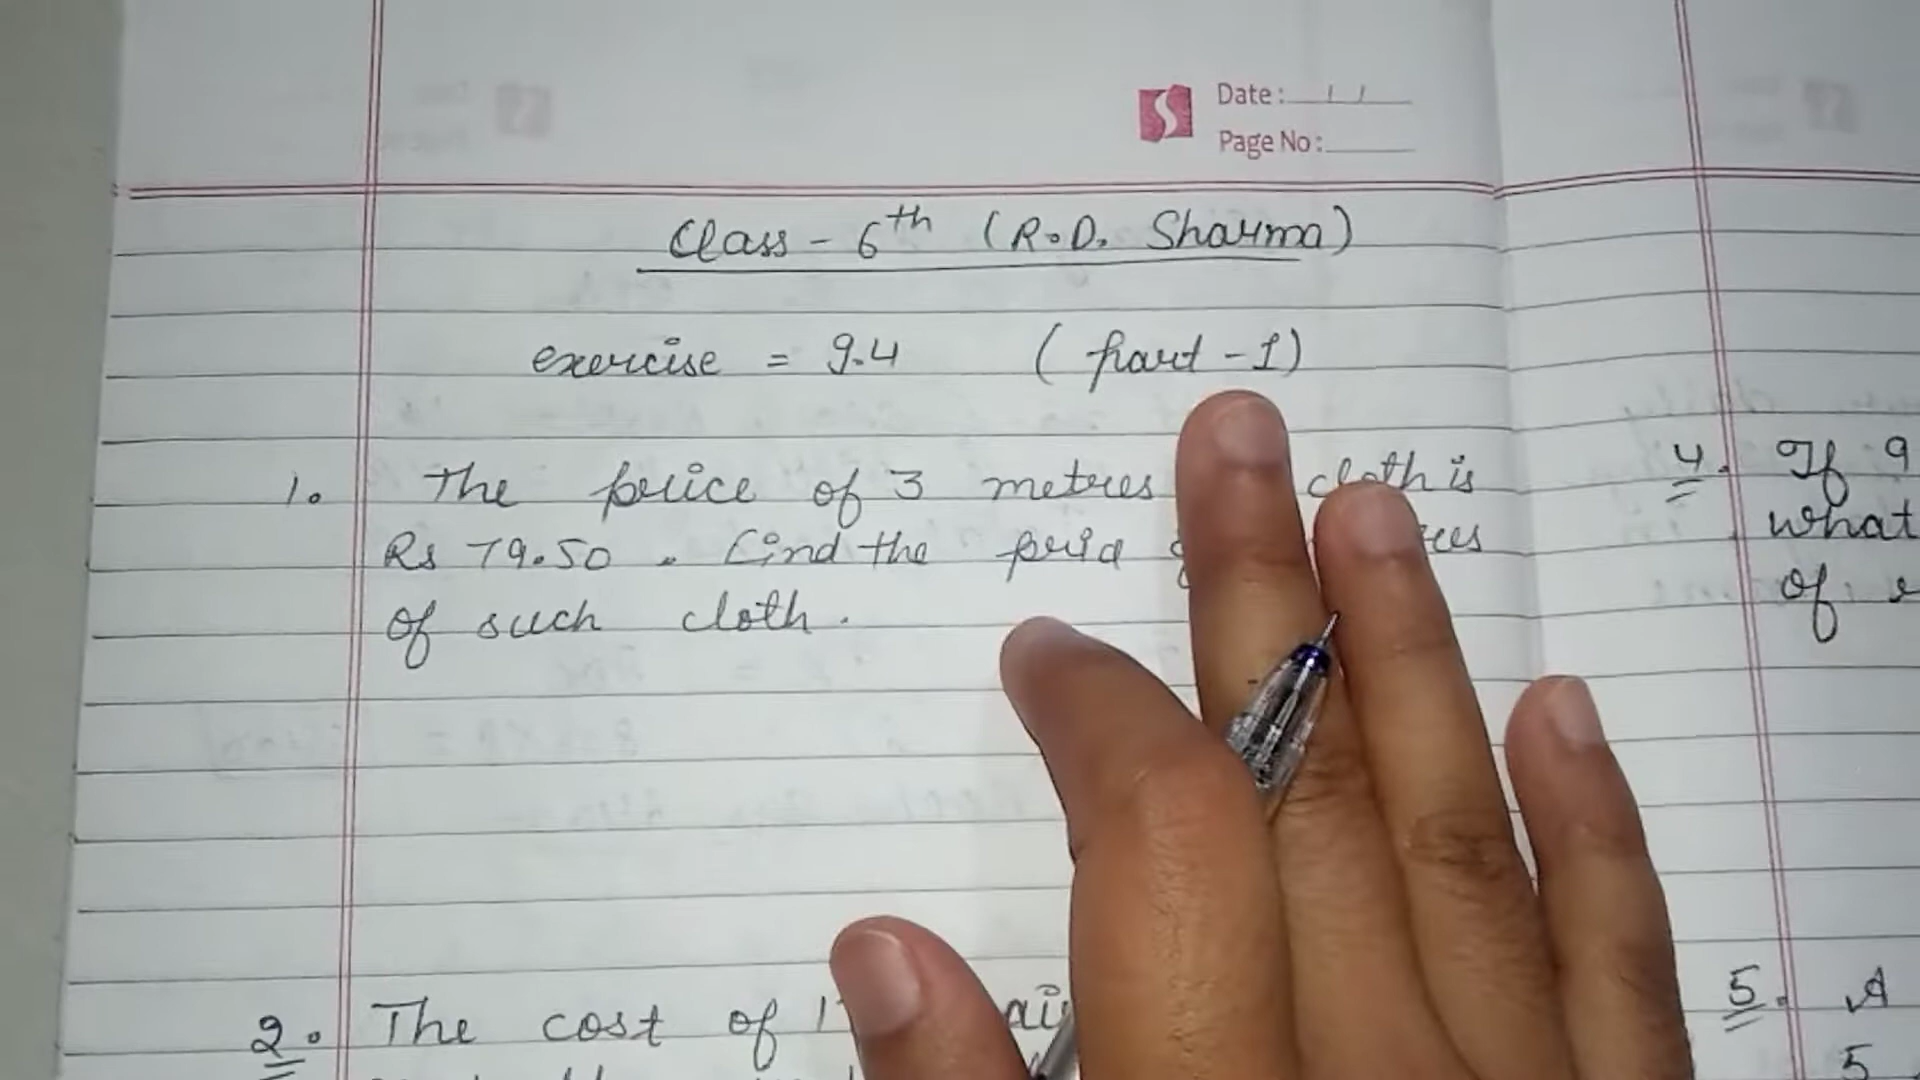 Date :
Page No :
Class - 6th (R.D. Sharma)
exercise = 9.4 (part - 1)
1. The price of 3 metres cloth is
Rs 79.50 . Find the
of such cloth.
2. The cost of
4. If 9
what
of
5. A
5